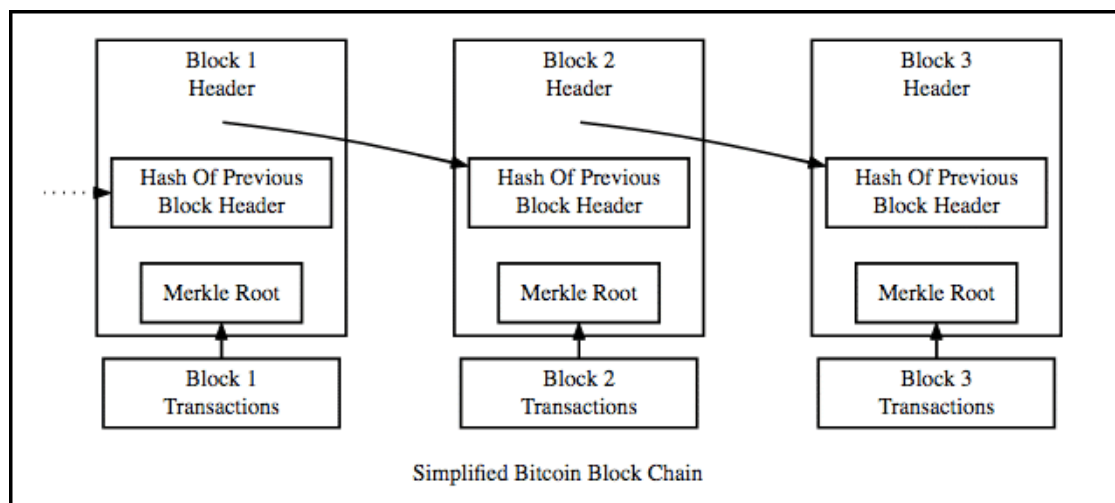 Block 1
Header
Hash Of Previous
Block Header
Merkle Root
Block 1
Transactions
Block 2
Header
Hash Of Previous
Block Header
Merkle Root
Block 2
Transactions
Block 3
Header
Hash Of Previous
Block Header
Merkle Root
Block 3
Transactions
Simplified Bitcoin Block Chain